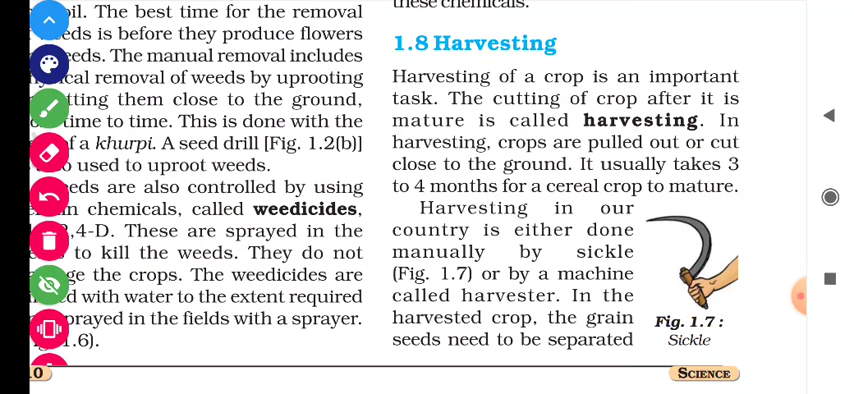 oil. The best time for the removal
eds is before they produce flowers
eeds. The manual removal includes
cal removal of weeds by uprooting
tting them close to the ground,
time to time. This is done with the
f a khurpi. A seed drill [Fig. 1.2(b)]
o used to uproot weeds.
eds are also controlled by using
n chemicals, called weedicides,
,4-D. These are sprayed in the
to kill the weeds. They do not
ge the crops. The weedicides are
d with water to the extent required
prayed in the fields with a sprayer.
1.6).
these chemicals.
1.8 Harvesting
Harvesting of a crop is an important
task. The cutting of crop after it is
mature is called harvesting. In
harvesting, crops are pulled out or cut
close to the ground. It usually takes 3
to 4 months for a cereal crop to mature.
Harvesting in our
country is either done
manually by sickle
(Fig. 1.7) or by a machine
called harvester. In the
harvested crop, the grain
seeds need to be separated
Fig. 1.7 :
Sickle
0
SCIENCE